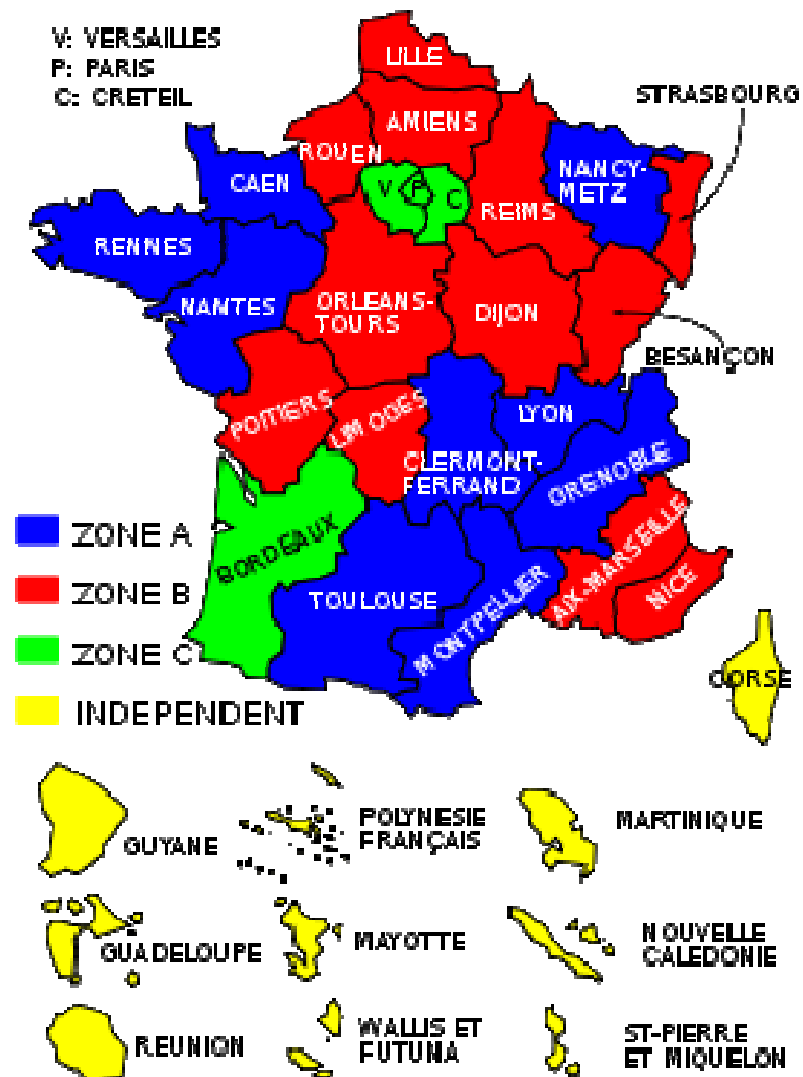 V: VERSAILLES
P: PARIS
C: CRETEIL
LILLE
STRASBOURG
AMIENS
ROUEN
CAEN
NANCY-
METZ
V
P
C
REIMS
RENNES
NANTES
ORLEANS-
TOURS
DIJON
BESANÇON
POITIERS
LIMOGES
LYON
CLERMONT-
FERRAND
GRENOBLE
ZONE A
BORDEAUX
AIX-MARSEILLE
ZONE B
TOULOUSE
MONTPELLIER
NICE
ZONE C
CORSE
INDEPENDENT
GUYANE
POLYNESIE
FRANÇAIS
MARTINIQUE
GUADELOUPE
MAYOTTE
NOUVELLE
CALEDONIE
REUNION
WALLIS ET
FUTUNA
ST-PIERRE
ET MIQUELON